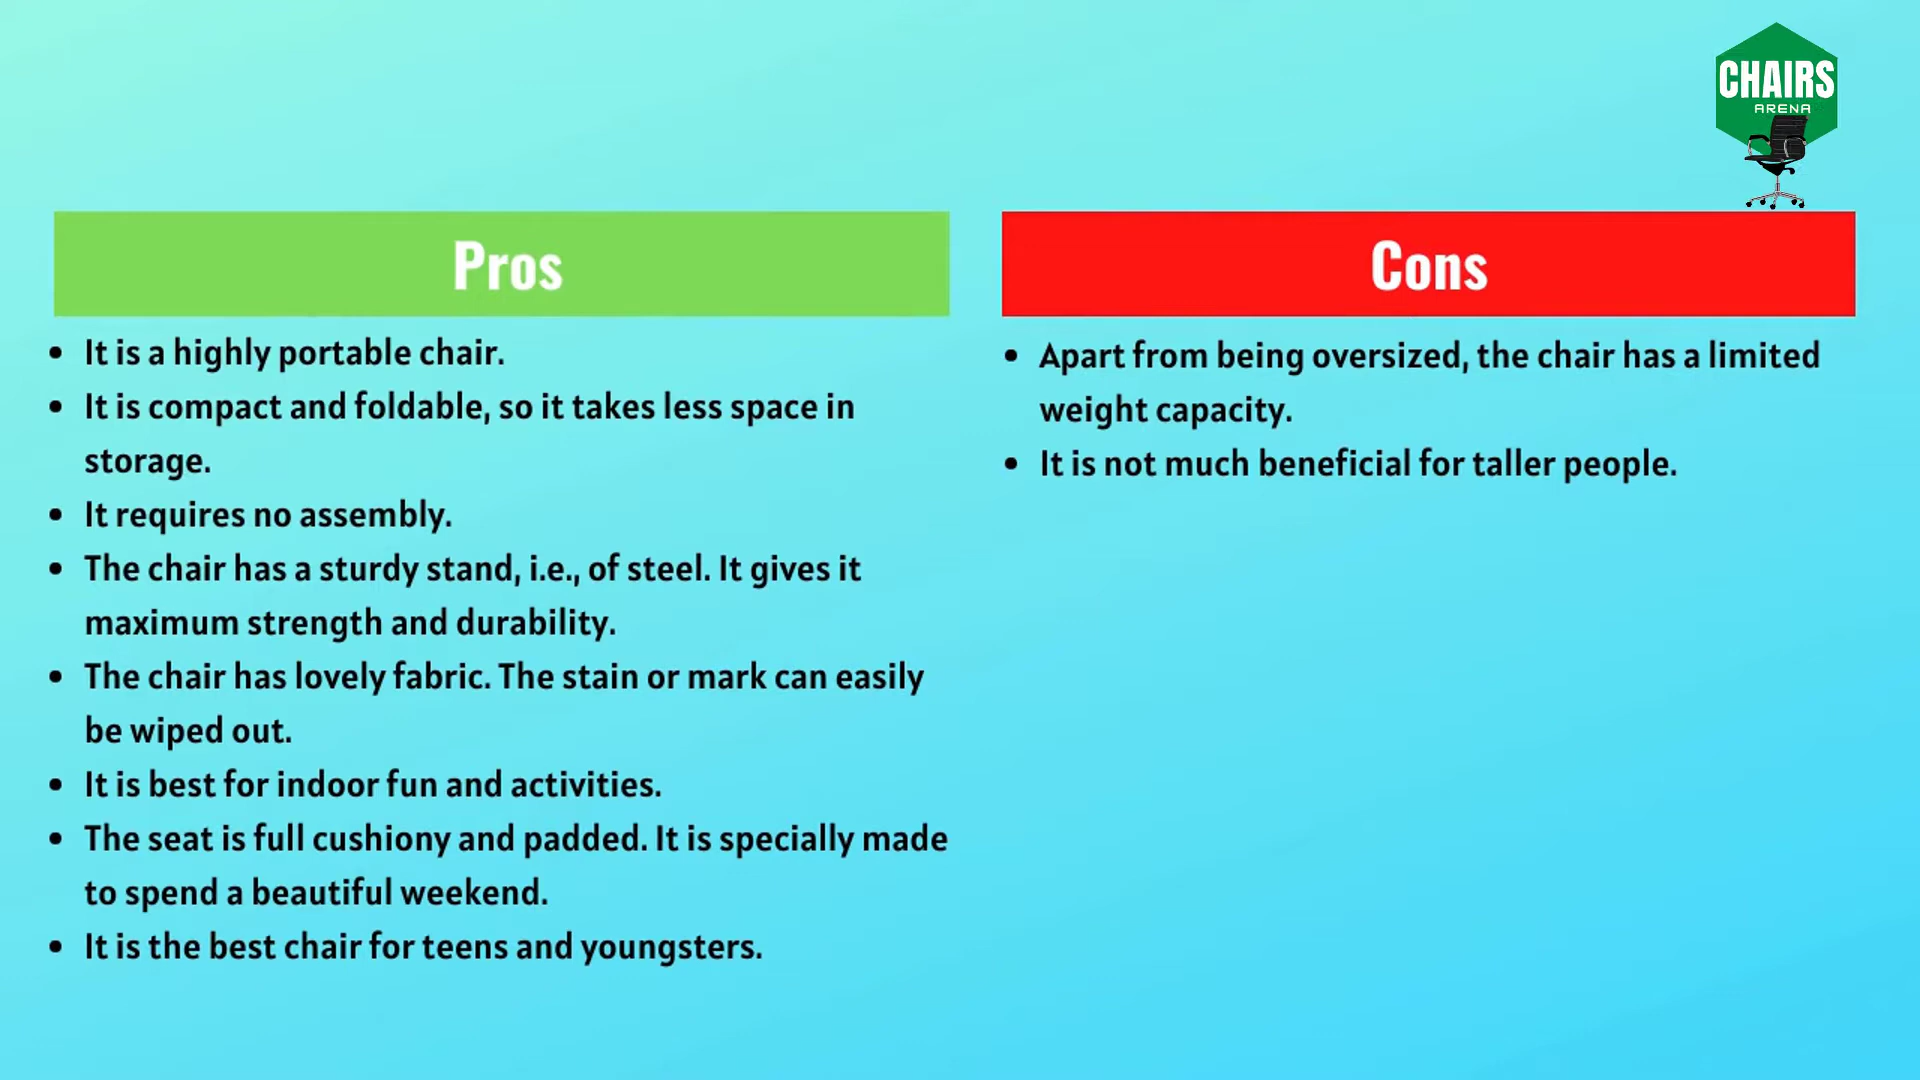 CHAIRS
ARENA
Pros
• It is a highly portable chair.
• It is compact and foldable, so it takes less space in
storage.
• It requires no assembly.
• The chair has a sturdy stand, i.e., of steel. It gives it
maximum strength and durability.
• The chair has lovely fabric. The stain or mark can easily
be wiped out.
• It is best for indoor fun and activities.
• The seat is full cushiony and padded. It is specially made
to spend a beautiful weekend.
• It is the best chair for teens and youngsters.
Cons
• Apart from being oversized, the chair has a limited
weight capacity.
• It is not much beneficial for taller people.